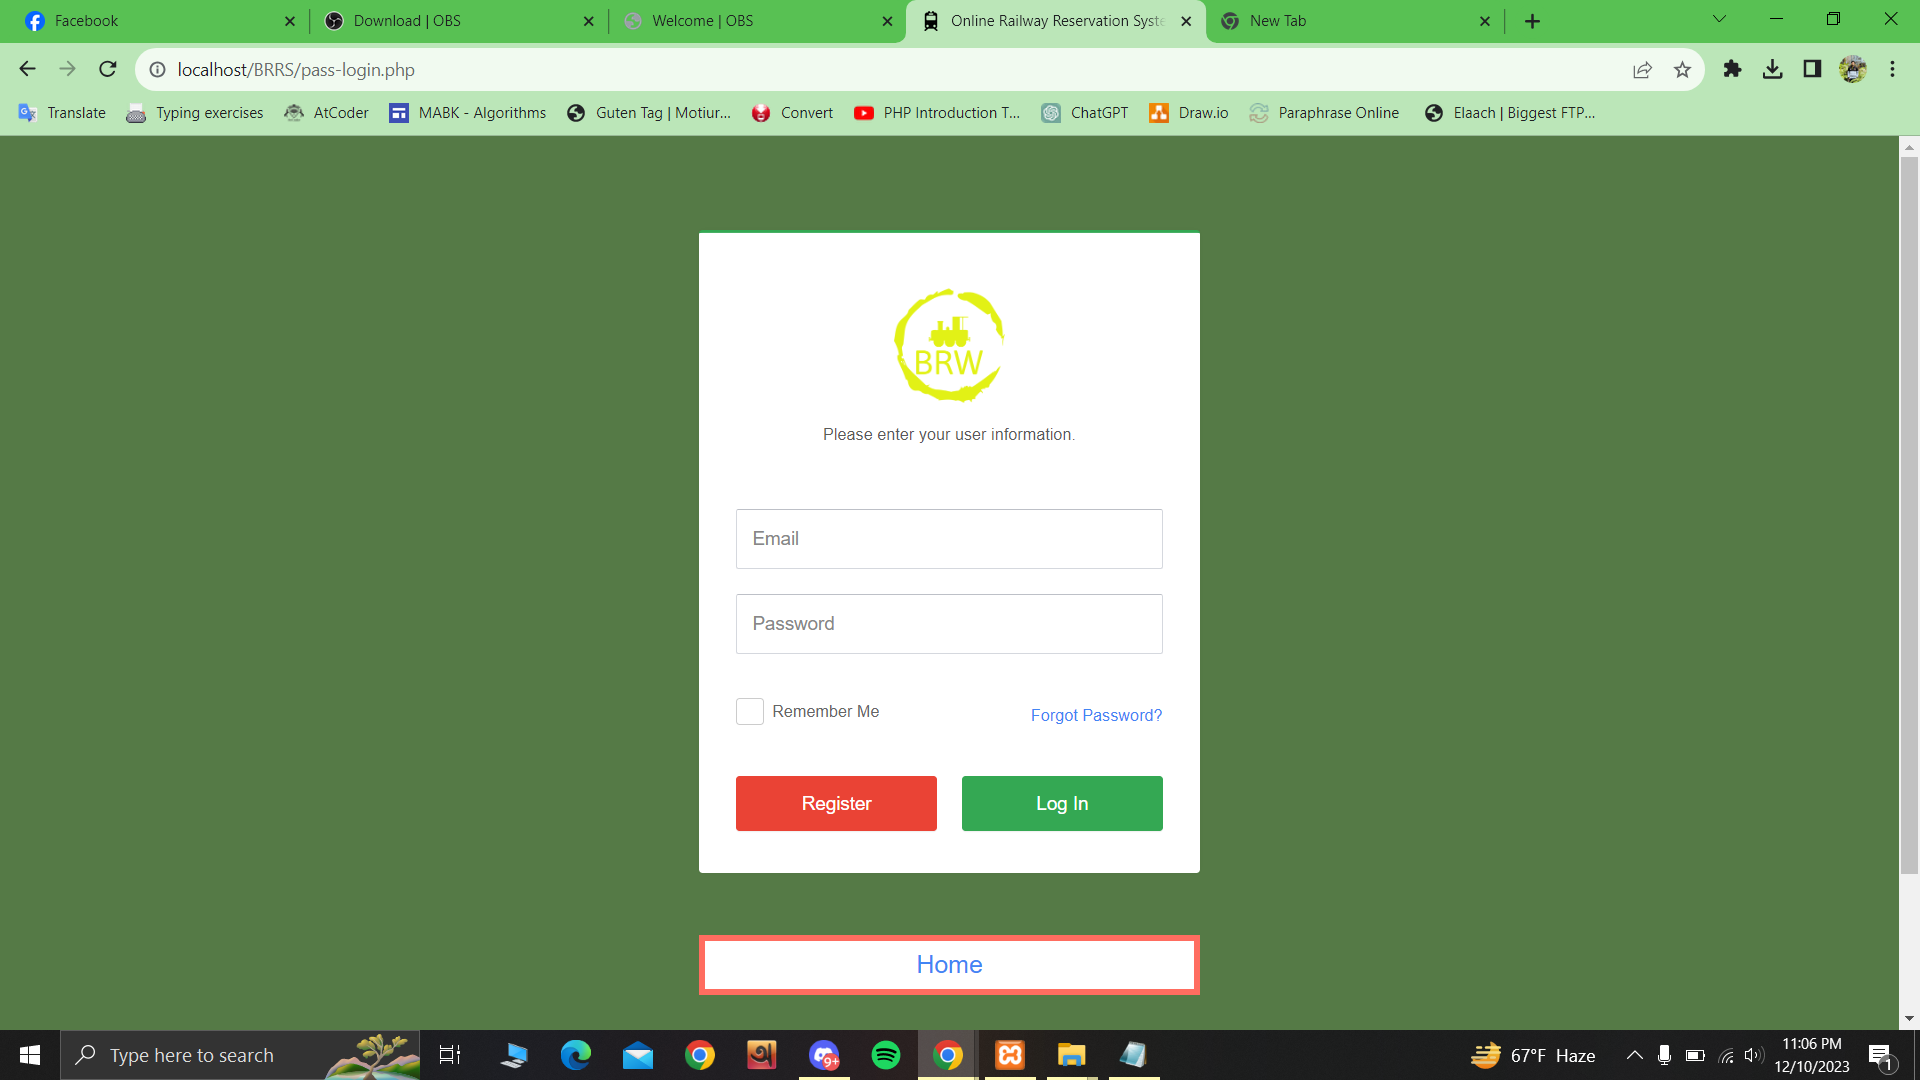 Facebook
Download | OBS
Welcome | OBS
Online Railway Reservation Syste
New Tab
localhost/BRRS/pass-login.php
Translate
Typing exercises
AtCoder
MABK - Algorithms
Guten Tag | Motiur...
Convert
PHP Introduction T...
ChatGPT
Draw.io
Paraphrase Online
Elaach | Biggest FTP...
BRW
Please enter your user information.
Email
Password
Remember Me
Forgot Password?
Register
Log In
Home
Type here to search
9+
67°F Haze
11:06 PM
12/10/2023
1